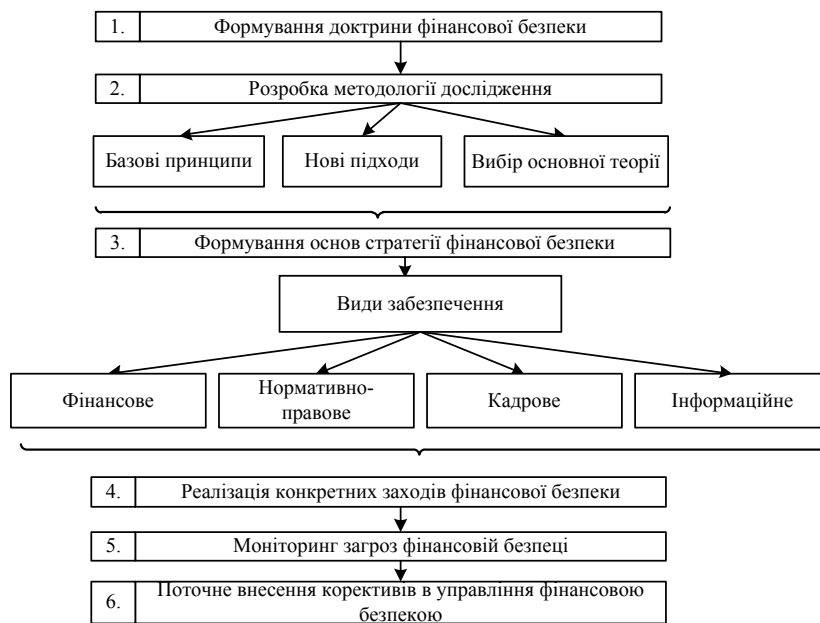 1. Формування доктрини фінансової безпеки
2. Розробка методології дослідження
Базові принципи
Нові підходи
Вибір основної теорії
3. Формування основ стратегії фінансової безпеки
Види забезпечення
Фінансове
Нормативно-
правове
Кадрове
Інформаційне
4. Реалізація конкретних заходів фінансової безпеки
5. Моніторинг загроз фінансовій безпеці
6. Поточне внесення корективів в управління фінансовою
безпекою